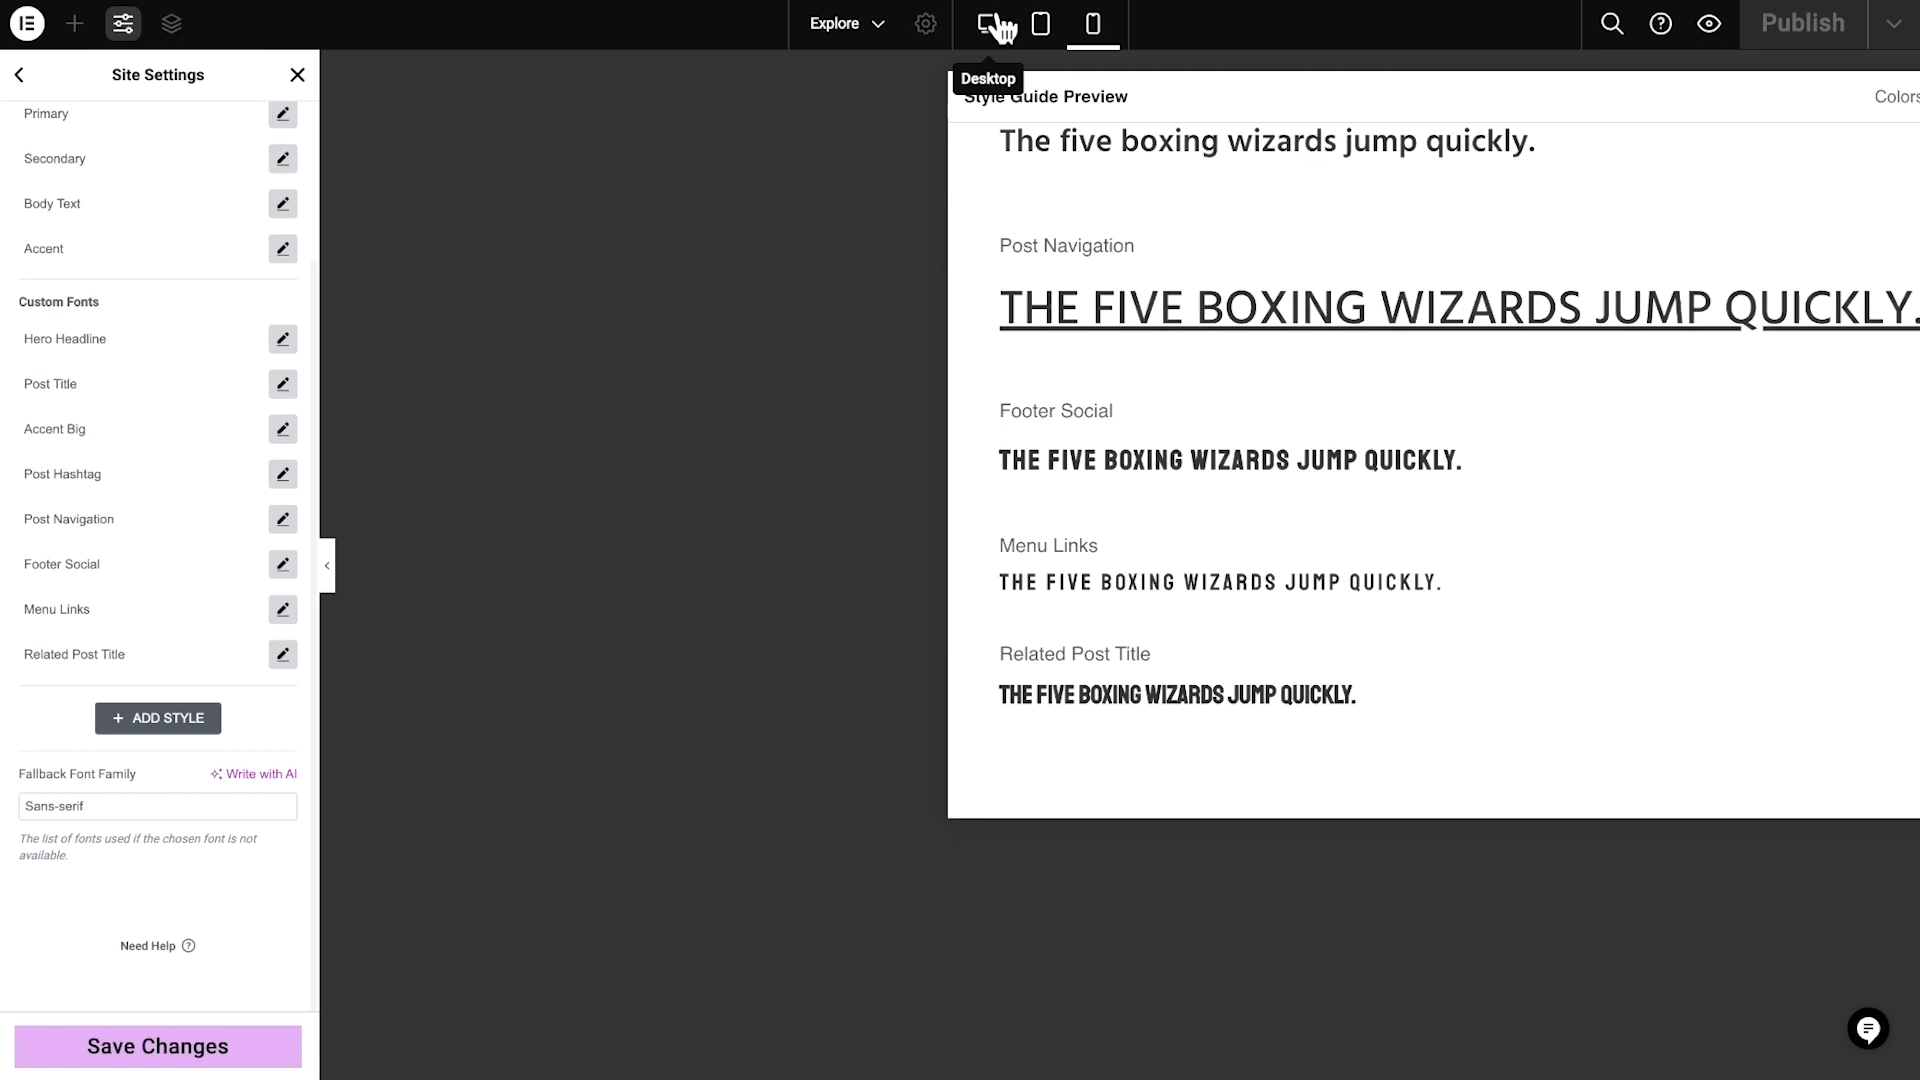 Explore
Publish
Desktop
Site Settings
Primary
Secondary
Body Text
Accent
Custom Fonts
Hero Headline
Post Title
Accent Big
Post Hashtag
Post Navigation
Footer Social
Menu Links
Related Post Title
+ ADD STYLE
Fallback Font Family
Write with AI
Sans-serif
The list of fonts used if the chosen font is not
available.
Need Help ?
Save Changes
Style Guide Preview
Colors
The five boxing wizards jump quickly.
Post Navigation
THE FIVE BOXING WIZARDS JUMP QUICKLY.
Footer Social
THE FIVE BOXING WIZARDS JUMP QUICKLY.
Menu Links
THE FIVE BOXING WIZARDS JUMP QUICKLY.
Related Post Title
THE FIVE BOXING WIZARDS JUMP QUICKLY.